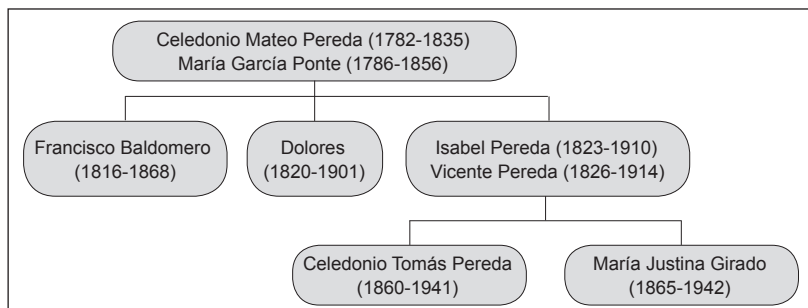 Celedonio Mateo Pereda (1782-1835)
María García Ponte (1786-1856)
Francisco Baldomero
(1816-1868)
Dolores
(1820-1901)
Isabel Pereda (1823-1910)
Vicente Pereda (1826-1914)
Celedonio Tomás Pereda
(1860-1941)
María Justina Girado
(1865-1942)